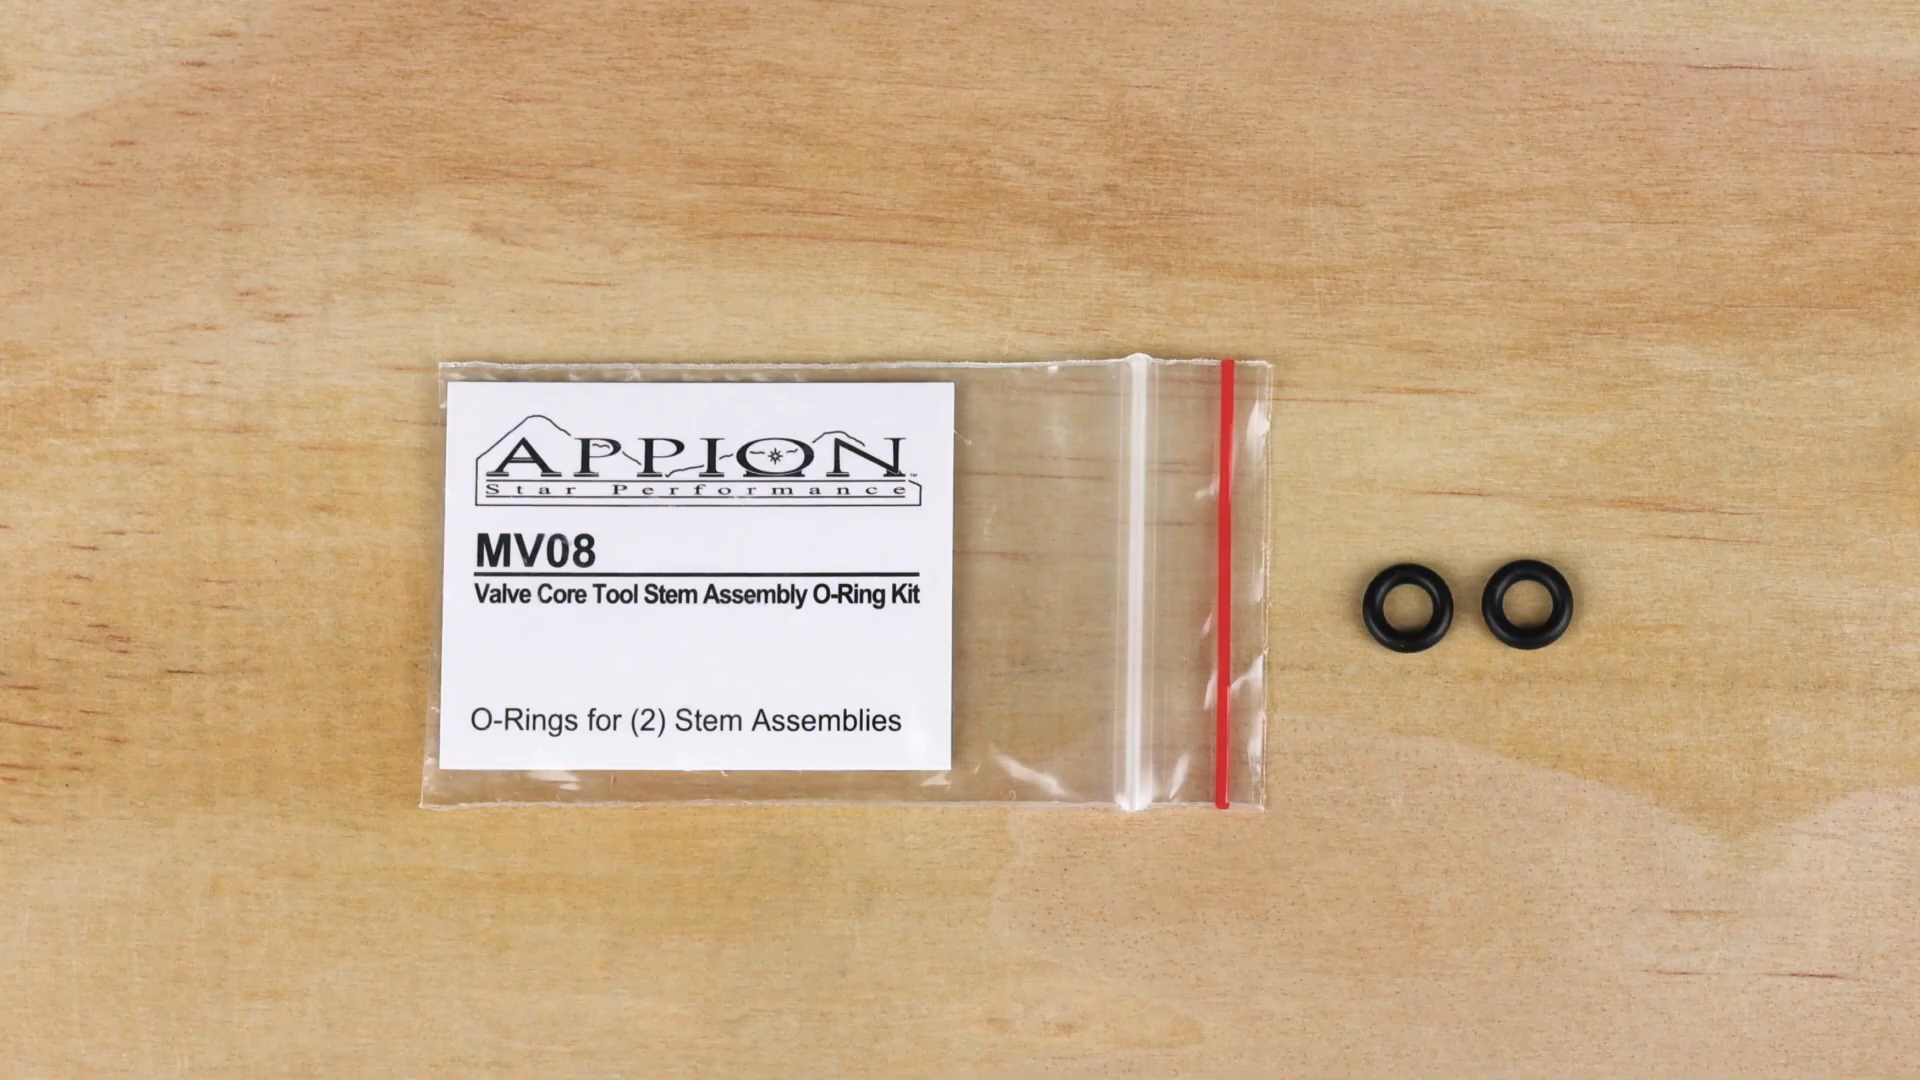 APPION
Star Performance
MV08
Valve Core Tool Stem Assembly O-Ring Kit
O-Rings for (2) Stem Assemblies